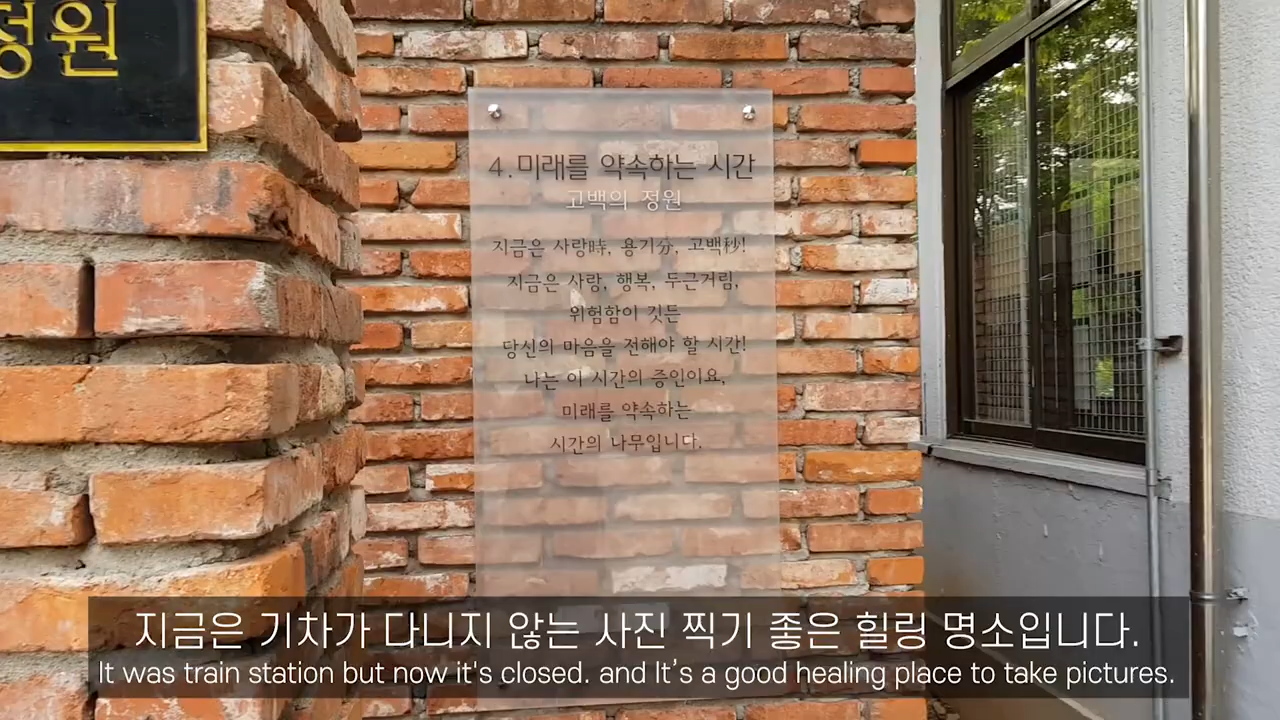 정원
4.미래를 약속하는 시간
고백의 정원
지금은 사랑時, 용기分, 고백秒!
지금은 사랑, 행복, 두근거림,
위험함이 깃든
당신의 마음을 전해야 할 시간!
나는 이 시간의 증인이요,
미래를 약속하는
시간의 나무입니다.
지금은 기차가 다니지 않는 사진 찍기 좋은 힐링 명소입니다.
It was train station but now it's closed. and It's a good healing place to take pictures.